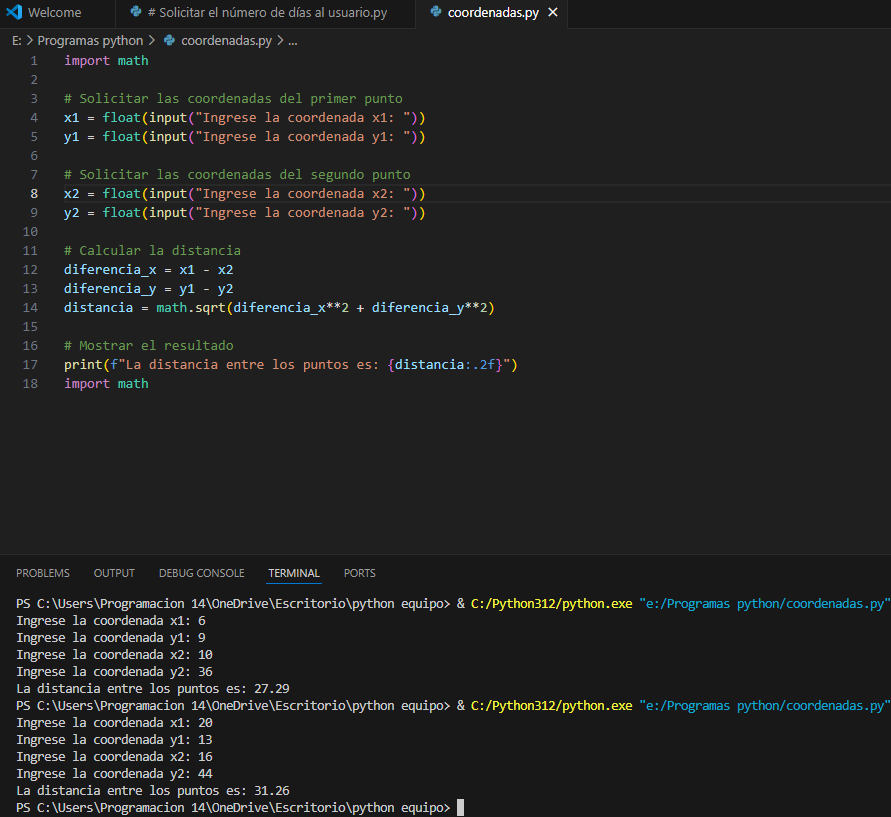 Welcome # Solicitar el número de días al usuario.py coordenadas.py
E: > Programas python > coordenadas.py > ...
1 import math
2
3 # Solicitar las coordenadas del primer punto
4 x1 = float(input("Ingrese la coordenada x1: "))
5 y1 = float(input("Ingrese la coordenada y1: "))
6
7 # Solicitar las coordenadas del segundo punto
8 x2 = float(input("Ingrese la coordenada x2: "))
9 y2 = float(input("Ingrese la coordenada y2: "))
10
11 # Calcular la distancia
12 diferencia_x = x1 - x2
13 diferencia_y = y1 - y2
14 distancia = math.sqrt(diferencia_x**2 + diferencia_y**2)
15
16 # Mostrar el resultado
17 print(f"La distancia entre los puntos es: {distancia:.2f}")
18 import math
PROBLEMS OUTPUT DEBUG CONSOLE TERMINAL PORTS
PS C:\Users\Programacion 14\OneDrive\Escritorio\python equipo> & C:/Python312/python.exe "e:/Programas python/coordenadas.py"
Ingrese la coordenada x1: 6
Ingrese la coordenada y1: 9
Ingrese la coordenada x2: 10
Ingrese la coordenada y2: 36
La distancia entre los puntos es: 27.29
PS C:\Users\Programacion 14\OneDrive\Escritorio\python equipo> & C:/Python312/python.exe "e:/Programas python/coordenadas.py"
Ingrese la coordenada x1: 20
Ingrese la coordenada y1: 13
Ingrese la coordenada x2: 16
Ingrese la coordenada y2: 44
La distancia entre los puntos es: 31.26
PS C:\Users\Programacion 14\OneDrive\Escritorio\python equipo>